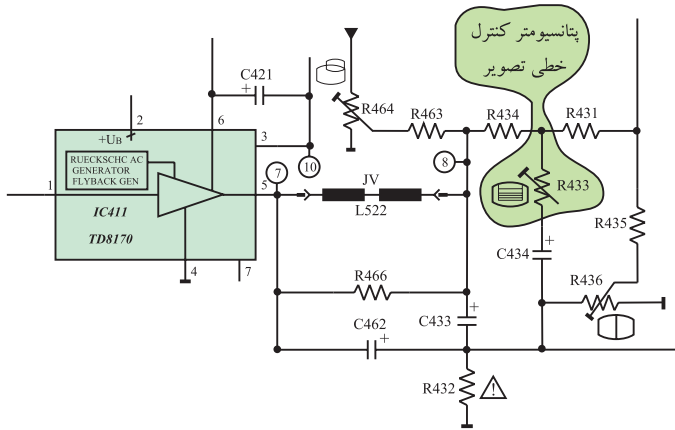 پتانسیومتر کنترل
خطی تصویر
C421
+
R464
R463
R434
R431
2
+UB
6
3
RUECKSCHC AC
GENERATOR
FLYBACK GEN
10
7
8
1
5
JV
L522
IC411
TD8170
4
7
R433
R435
C434
+
R436
R466
C462
+
C433
+
R432
!